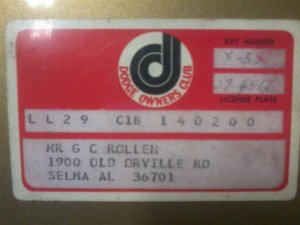 DODGE OWNERS CLUB
KEY NUMBER
LICENSE PLATE
LL29 C1B 140200
MR G C ROLLEN
1900 OLD ORVILLE RD
SELMA AL 36701